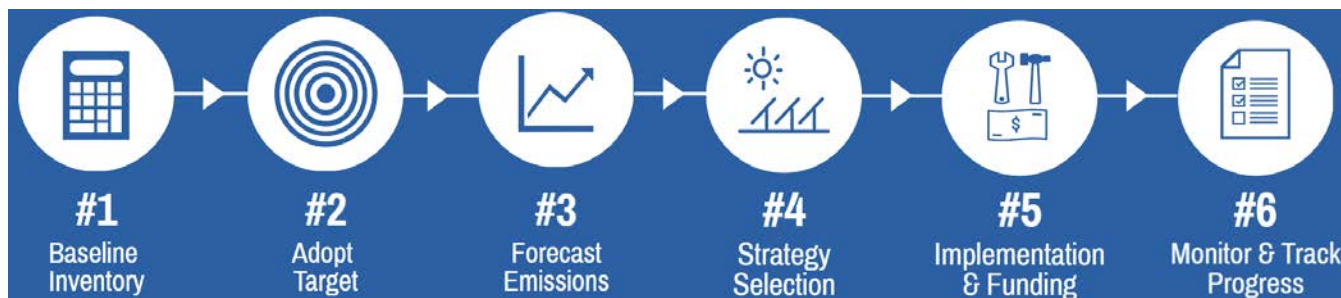 $
#1
Baseline
Inventory
#2
Adopt
Target
#3
Forecast
Emissions
#4
Strategy
Selection
#5
Implementation
& Funding
#6
Monitor & Track
Progress